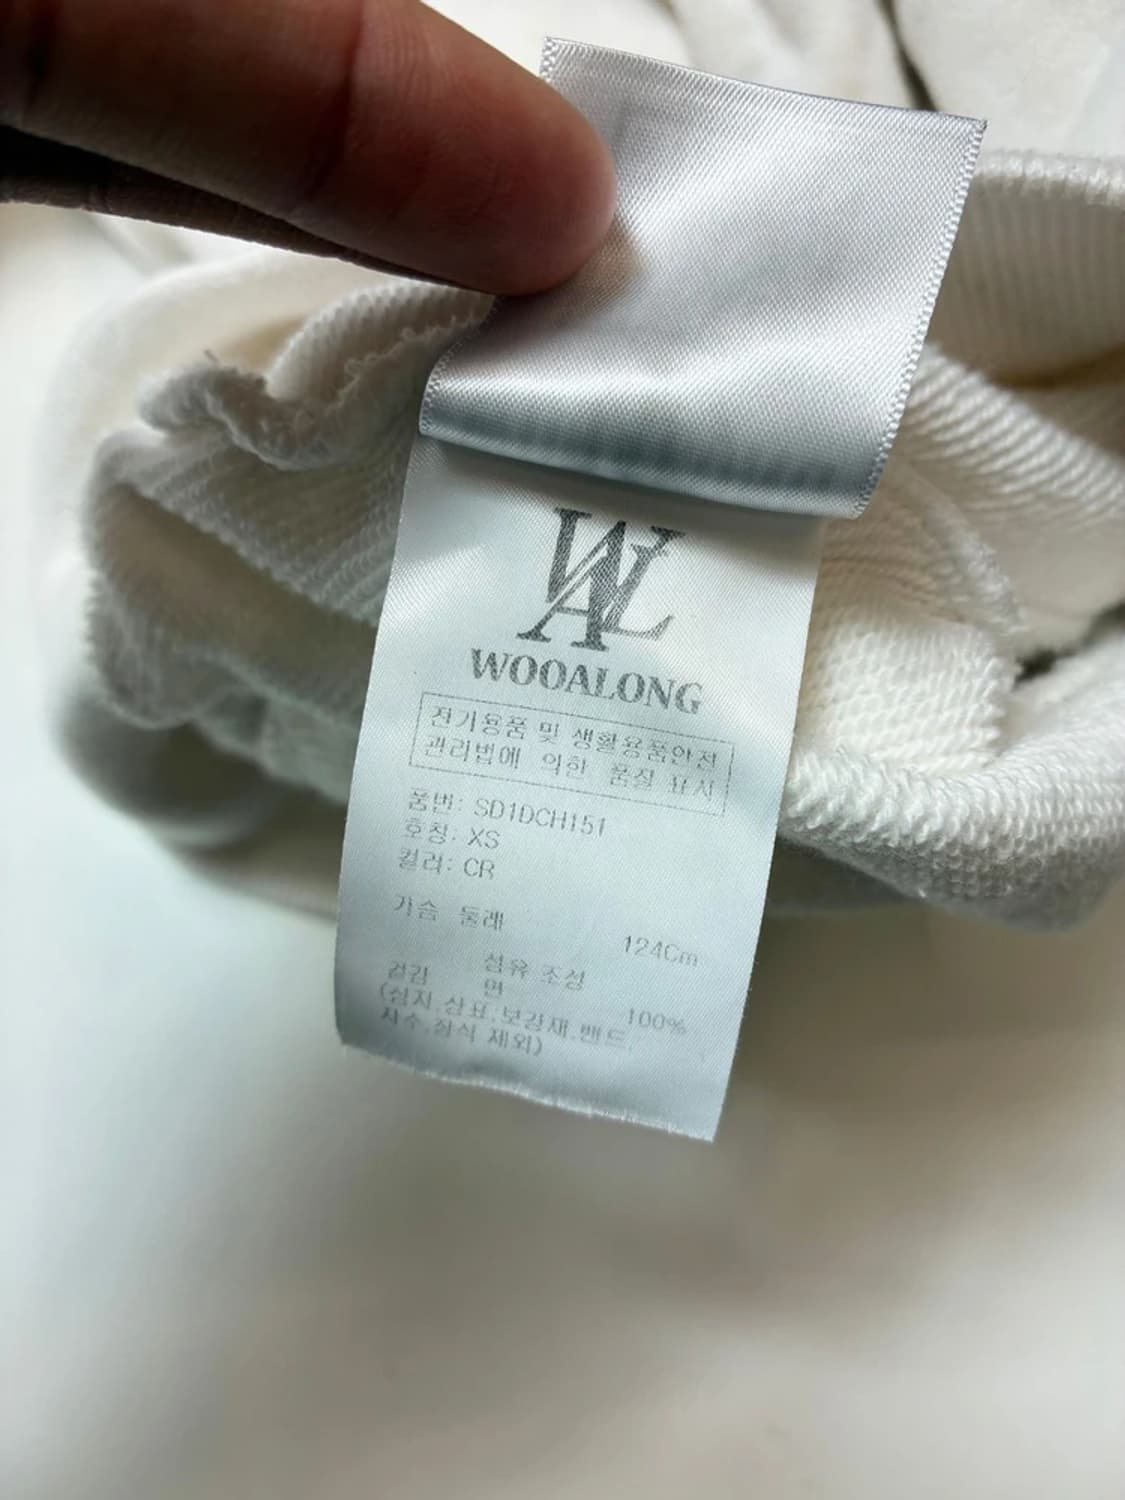 WAL
WOOALONG
전기용품 및 생활용품안전
관리법에 의한 품질 표시
품번: SD1DCH151
호칭: XS
컬러: CR
가슴 둘레
124Cm
섬유 조성
겉감 면 100%
(심지.상표.보강재.밴드
자수.장식 제외)